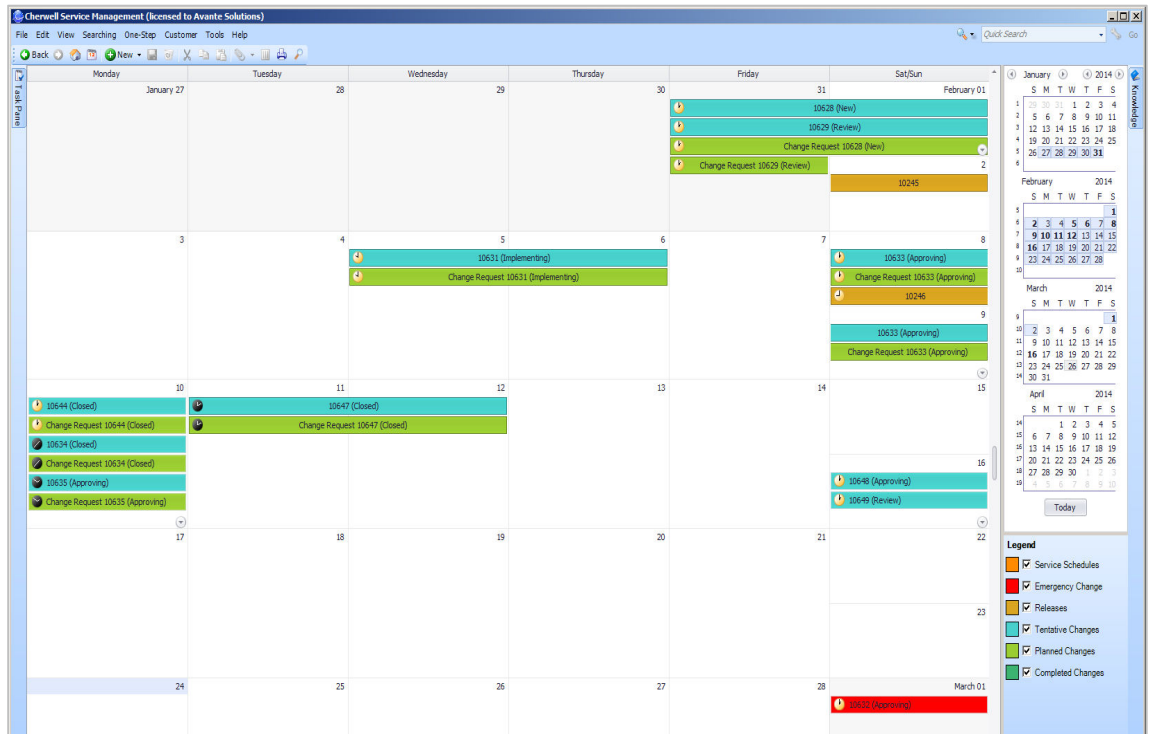 Cherwell Service Management (licensed to Avante Solutions)
File Edit View Searching One-Step Customer Tools Help
Quick Search
Go
Back
New
Task Pane
Knowledge
Monday Tuesday Wednesday Thursday Friday Sat/Sun
January 27 28 29 30 31 February 01
10628 (New)
10629 (Review)
Change Request 10628 (New)
Change Request 10629 (Review)
2
10245
3 4 5 6 7 8
10631 (Implementing) 10633 (Approving)
Change Request 10631 (Implementing) Change Request 10633 (Approving)
10246
9
10633 (Approving)
Change Request 10633 (Approving)
10 11 12 13 14 15
10644 (Closed) 10647 (Closed)
Change Request 10644 (Closed) Change Request 10647 (Closed)
10634 (Closed)
Change Request 10634 (Closed)
16
10635 (Approving) 10648 (Approving)
Change Request 10635 (Approving) 10649 (Review)
17 18 19 20 21 22
23
24 25 26 27 28 March 01
10632 (Approving)
January 2014
S M T W T F S
1 29 30 31 1 2 3 4
2 5 6 7 8 9 10 11
3 12 13 14 15 16 17 18
4 19 20 21 22 23 24 25
5 26 27 28 29 30 31
6
February 2014
S M T W T F S
5 1
6 2 3 4 5 6 7 8
7 9 10 11 12 13 14 15
8 16 17 18 19 20 21 22
9 23 24 25 26 27 28
10
March 2014
S M T W T F S
9 1
10 2 3 4 5 6 7 8
11 9 10 11 12 13 14 15
12 16 17 18 19 20 21 22
13 23 24 25 26 27 28 29
14 30 31
April 2014
S M T W T F S
14 1 2 3 4 5
15 6 7 8 9 10 11 12
16 13 14 15 16 17 18 19
17 20 21 22 23 24 25 26
18 27 28 29 30 1 2 3
19 4 5 6 7 8 9 10
Today
Legend
Service Schedules
Emergency Change
Releases
Tentative Changes
Planned Changes
Completed Changes